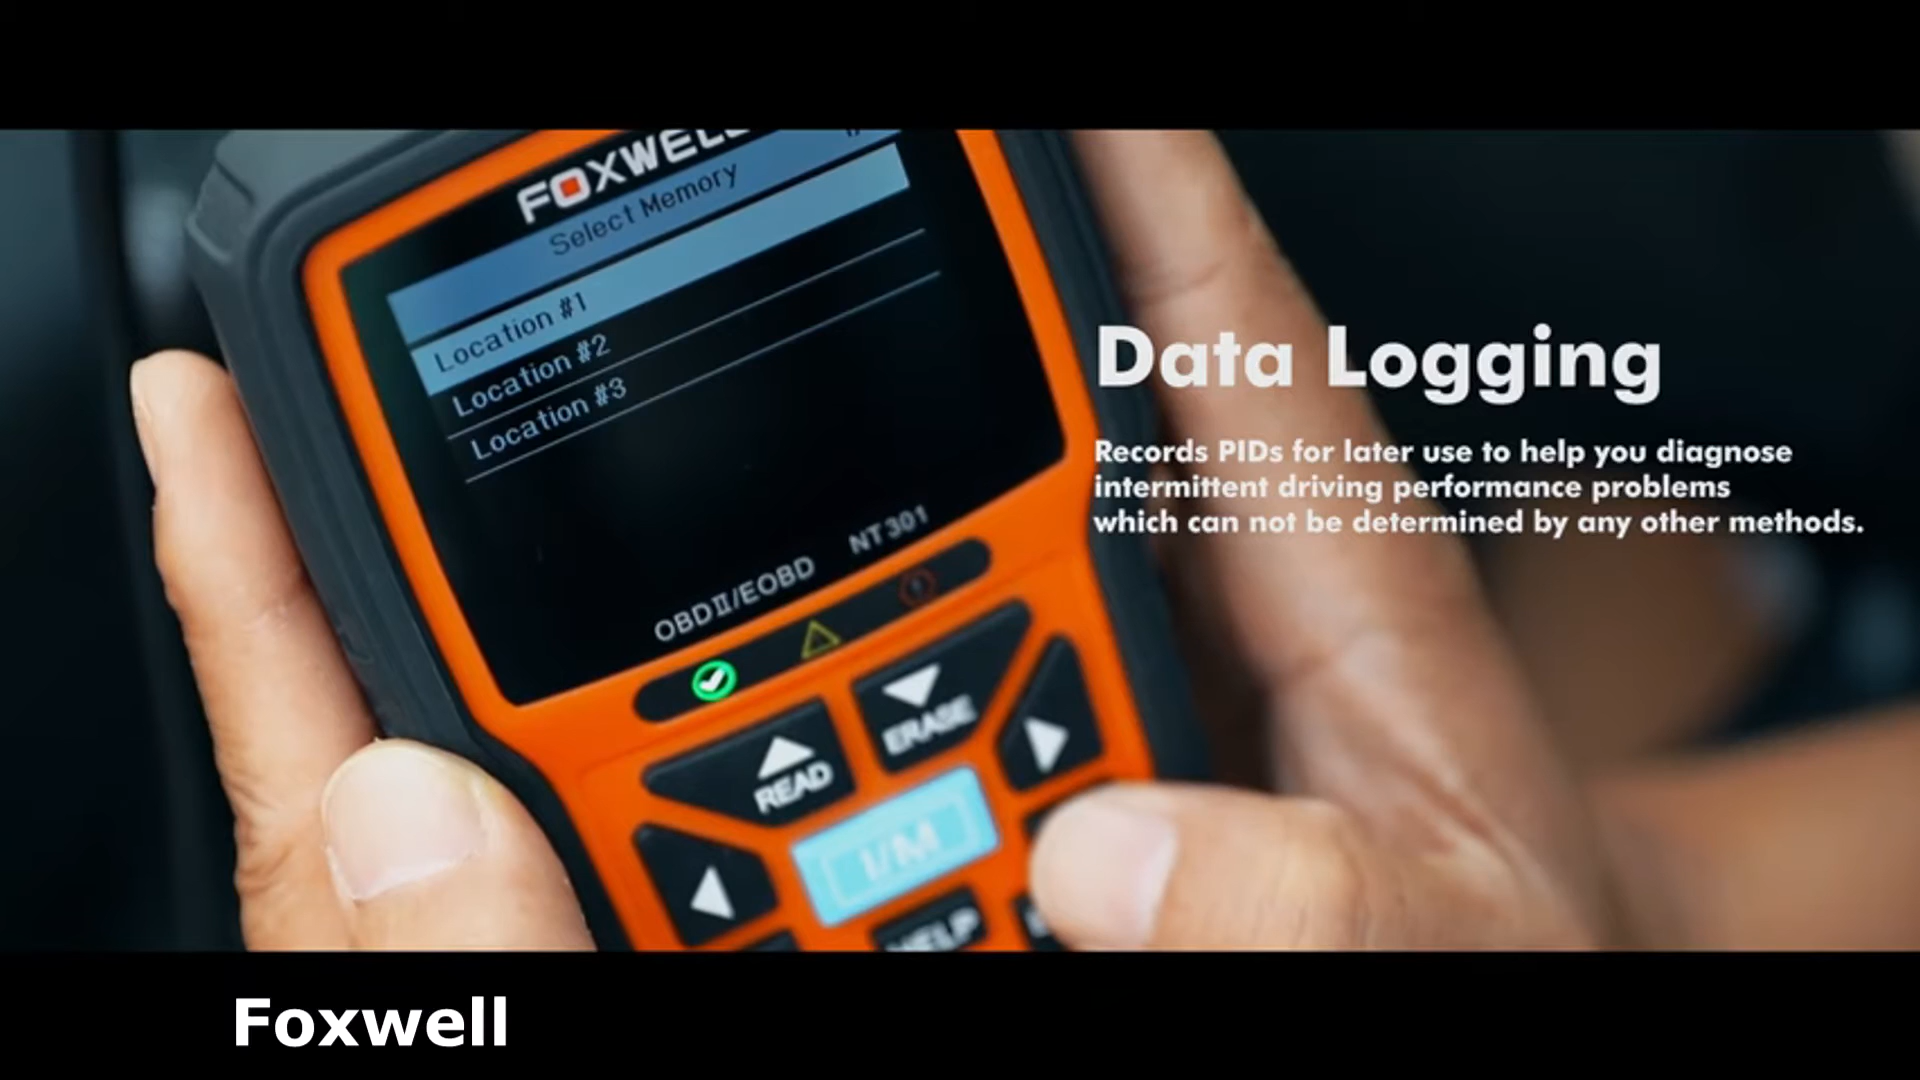 FOXWELL
Select Memory
Location #1
Location #2
Location #3
OBDII/EOBD NT301
READ
ERASE
I/M
HELP
Data Logging
Records PIDs for later use to help you diagnose
intermittent driving performance problems
which can not be determined by any other methods.
Foxwell